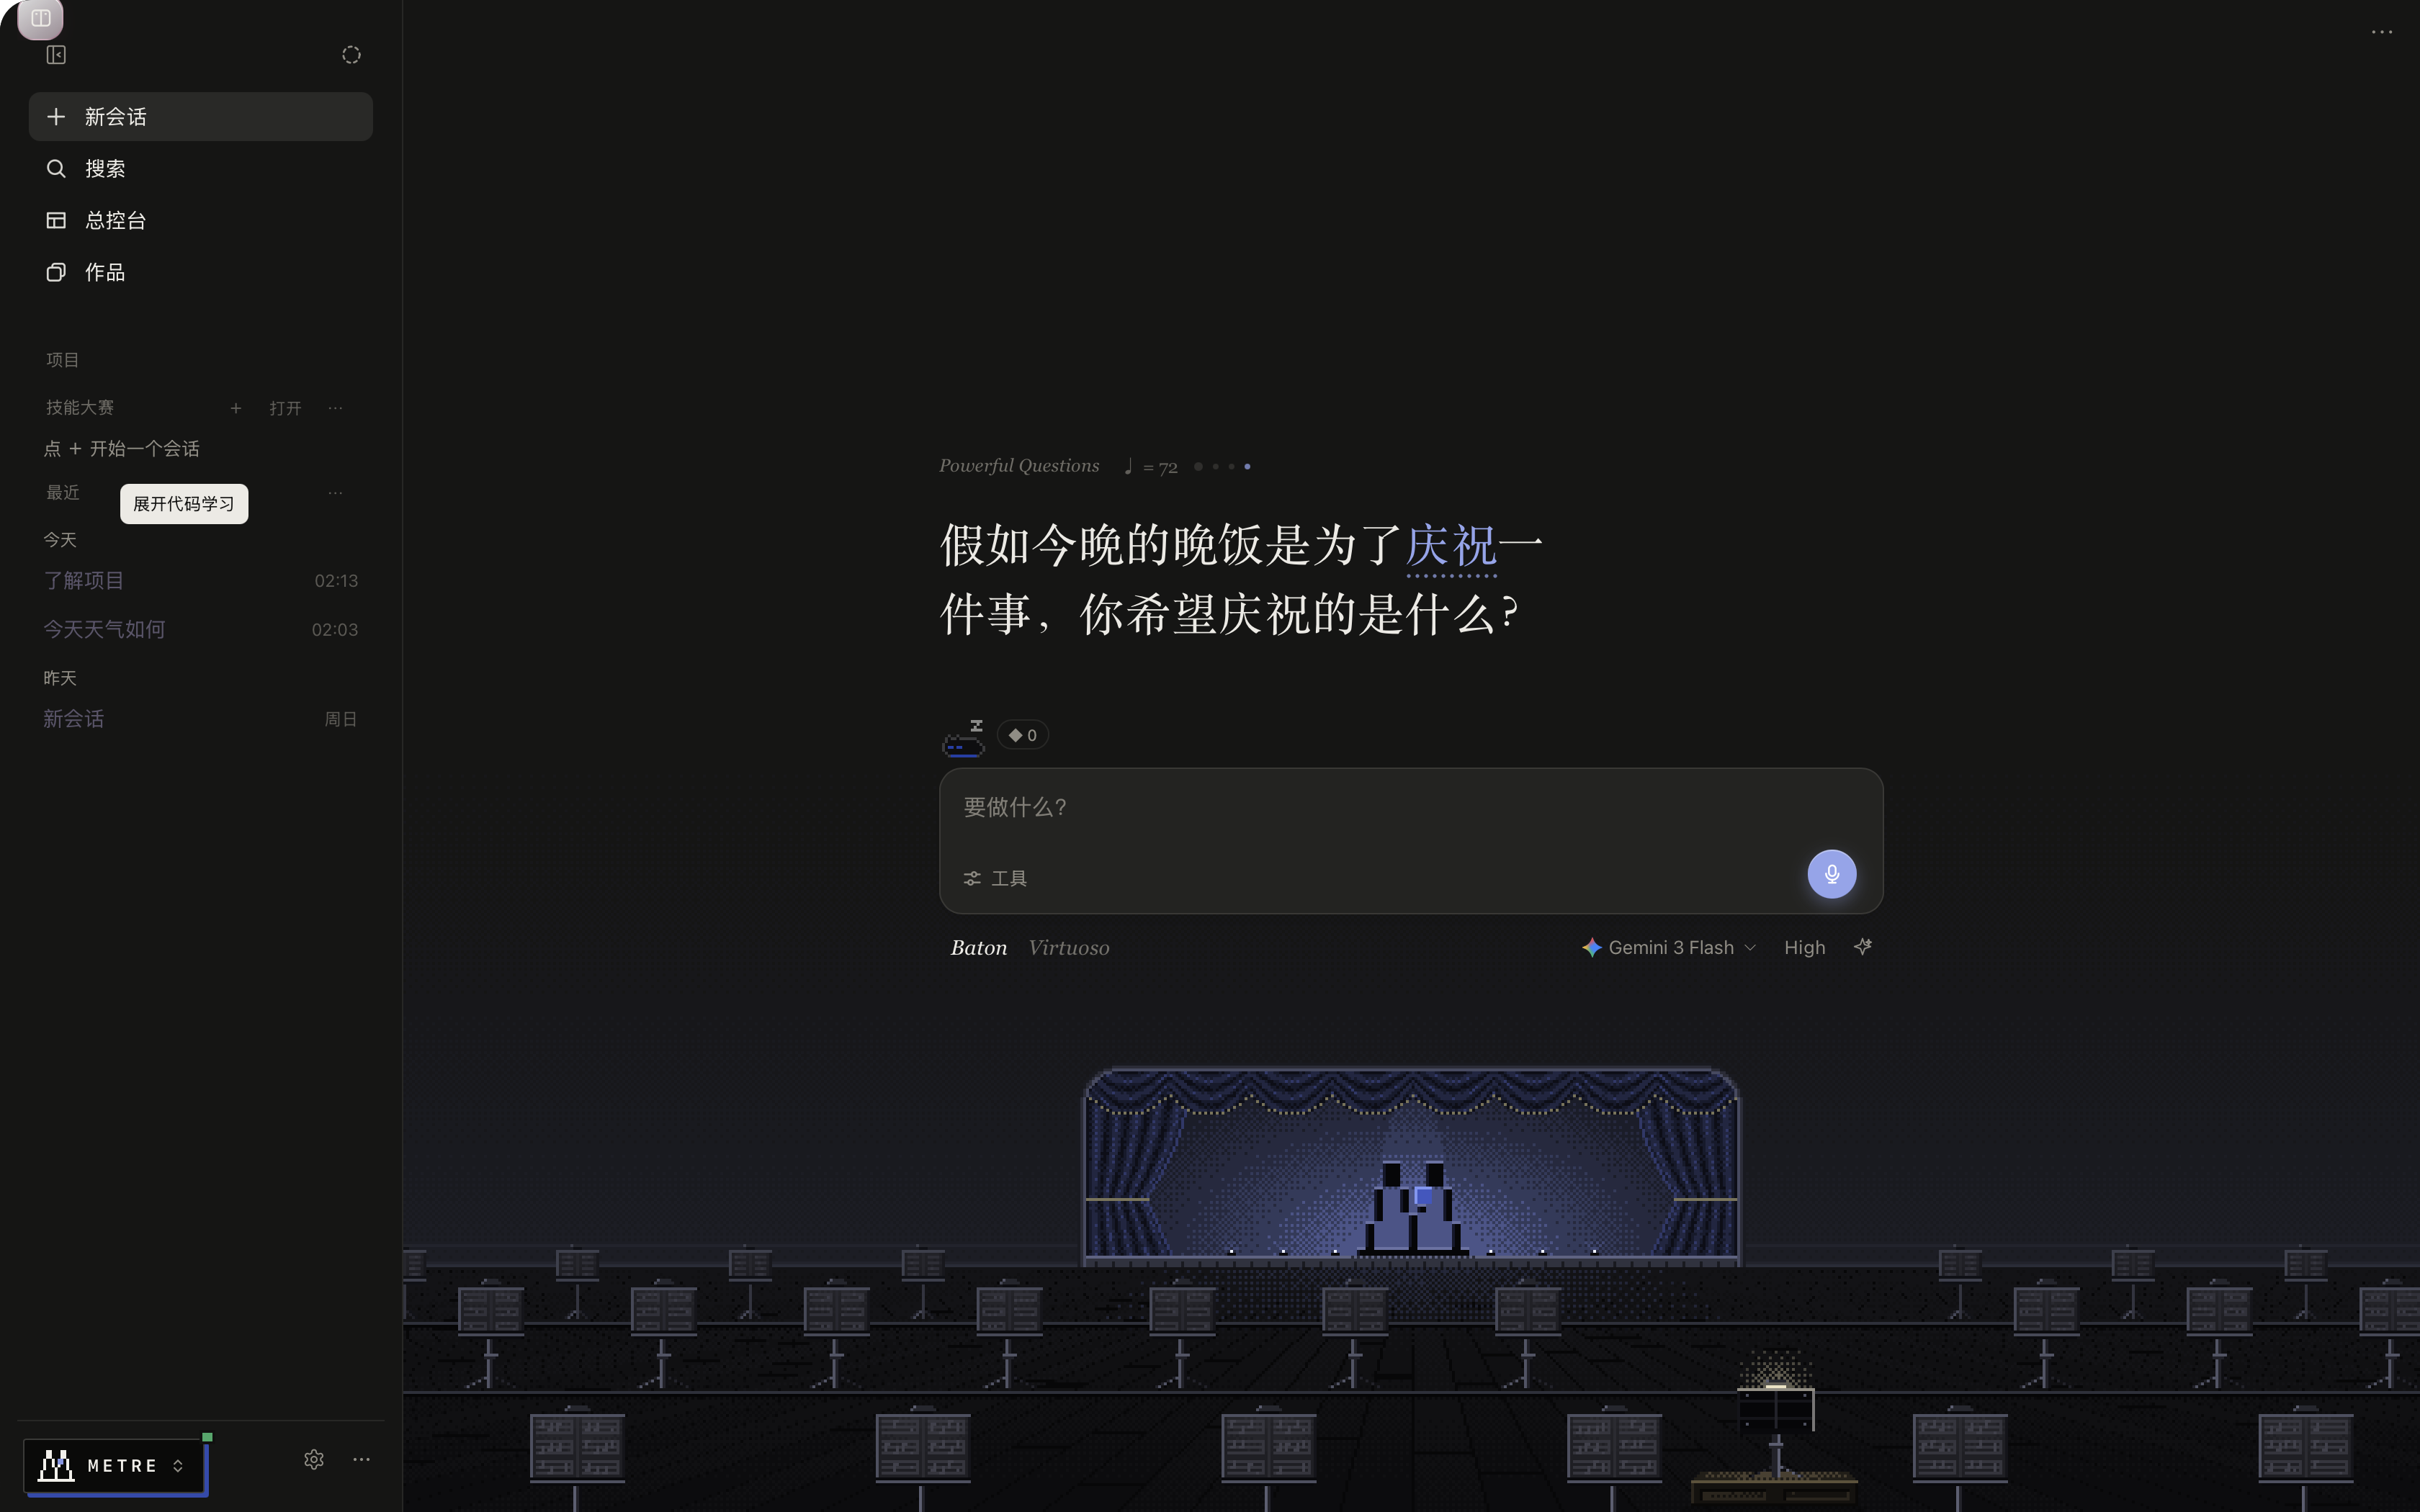 新会话
搜索
总控台
作品
项目
技能大赛 + 打开 ···
点 + 开始一个会话
最近 ···
展开代码学习
今天
了解项目 02:13
今天天气如何 02:03
昨天
新会话 周日
METRE
Powerful Questions ♩ = 72
假如今晚的晚饭是为了庆祝一
件事，你希望庆祝的是什么?
z
0
要做什么?
工具
Baton Virtuoso
Gemini 3 Flash High